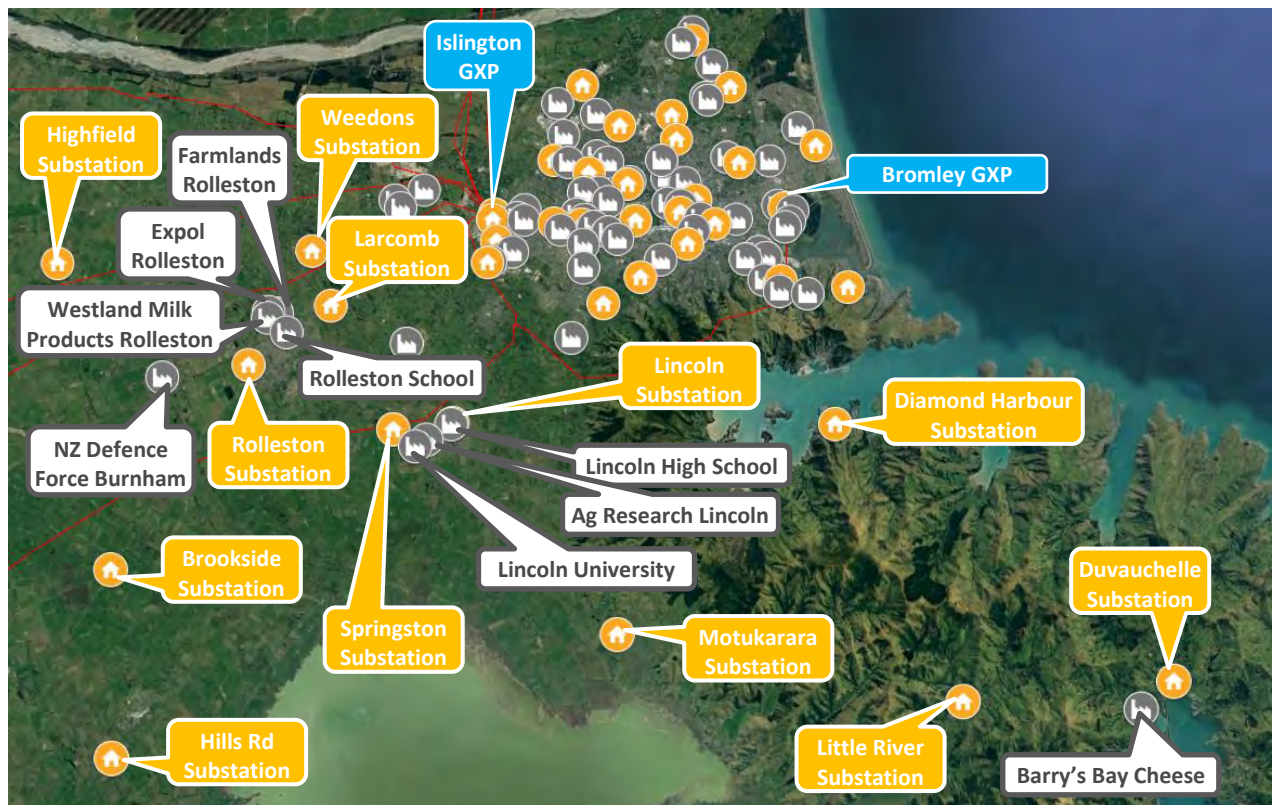 Islington
GXP
Highfield
Substation
Farmlands
Rolleston
Weedons
Substation
Bromley GXP
Expol
Rolleston
Larcomb
Substation
Westland Milk
Products Rolleston
Rolleston School
Lincoln
Substation
NZ Defence
Force Burnham
Rolleston
Substation
Diamond Harbour
Substation
Lincoln High School
Ag Research Lincoln
Lincoln University
Brookside
Substation
Duvauchelle
Substation
Springston
Substation
Motukarara
Substation
Hills Rd
Substation
Little River
Substation
Barry’s Bay Cheese